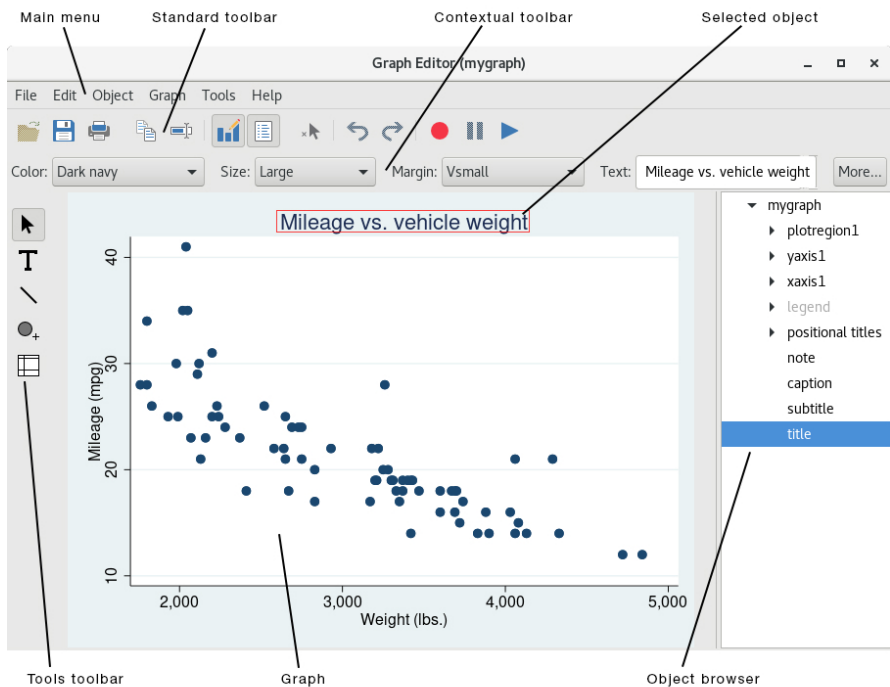 Main menu Standard toolbar Contextual toolbar Selected object
Graph Editor (mygraph)
File Edit Object Graph Tools Help
Color: Dark navy Size: Large Margin: Vsmall Text: Mileage vs. vehicle weight More...
Mileage vs. vehicle weight
mygraph
plotregion1
yaxis1
xaxis1
legend
positional titles
note
caption
subtitle
title
T
40
30
20
10
Mileage (mpg)
2,000 3,000 4,000 5,000
Weight (lbs.)
Tools toolbar Graph Object browser